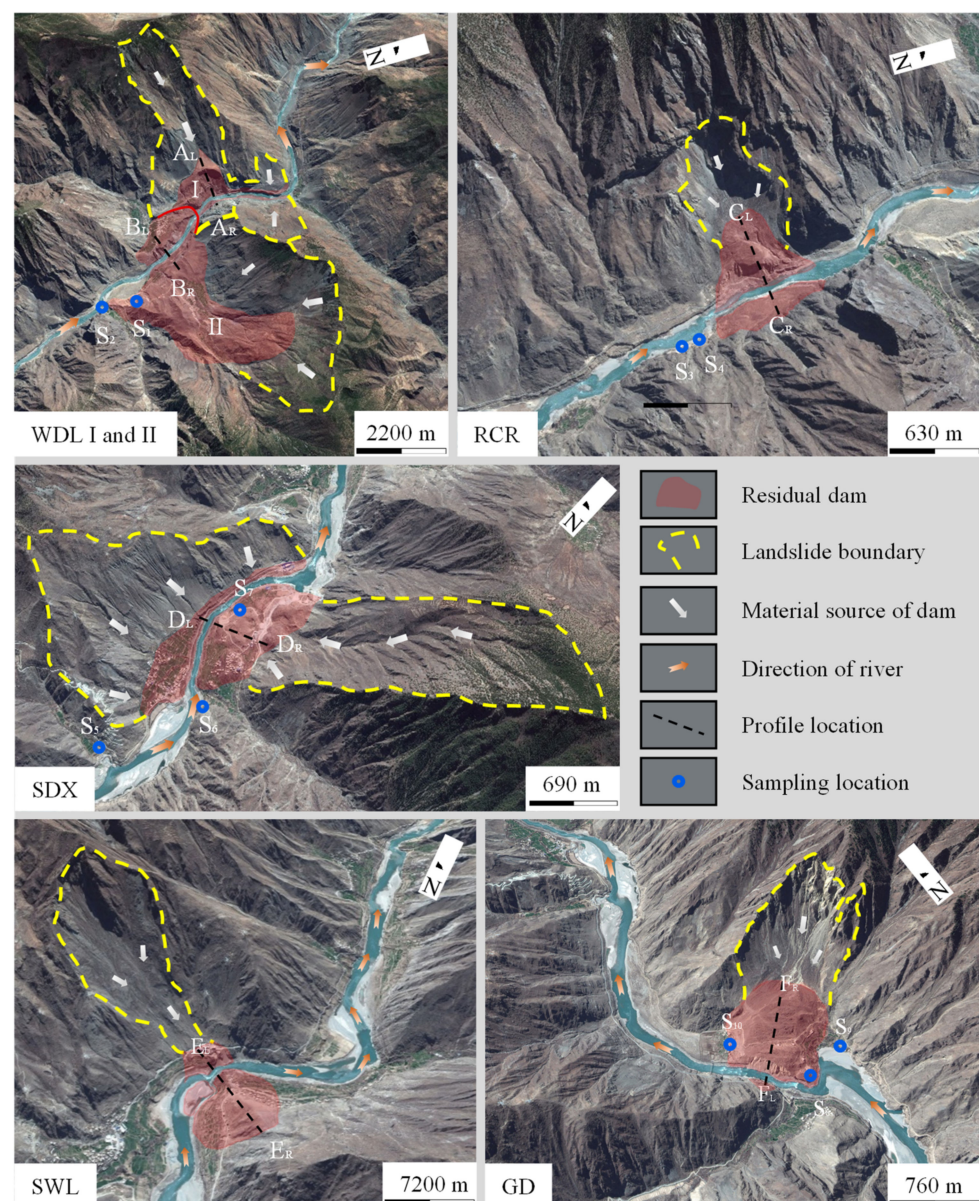 N
N
A_L
I
B_L
A_R
B_R
C_L
S_2
S_1
II
C_R
S_3
S_4
WDL I and II
2200 m
RCR
630 m
N
S_7
D_L
D_R
S_5
S_6
SDX
690 m
Residual dam
Landslide boundary
Material source of dam
Direction of river
Profile location
Sampling location
N
N
F_R
S_10
E_L
F_L
E_R
SWL
7200 m
GD
760 m